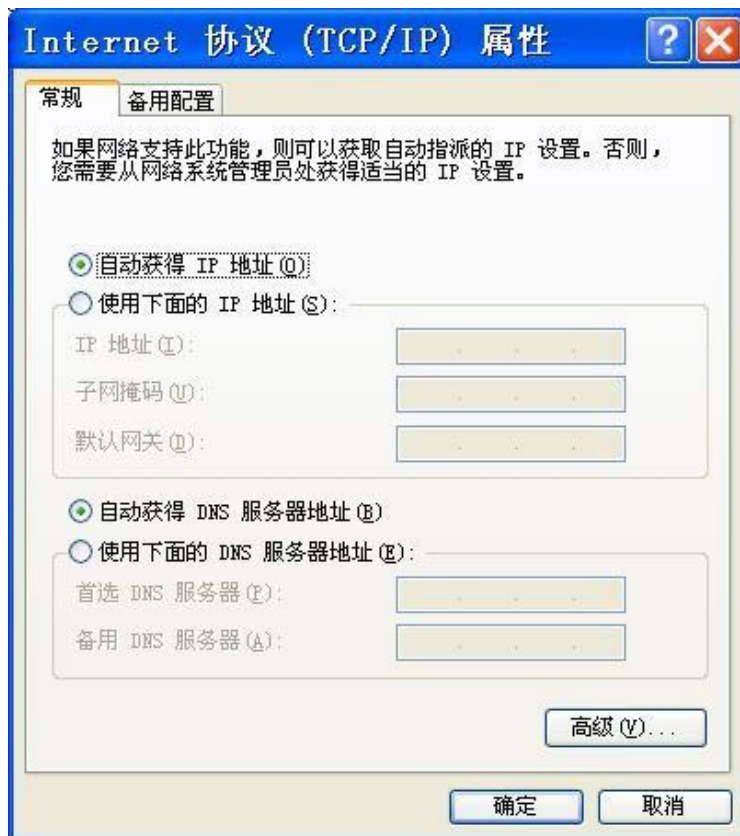 Internet 协议 (TCP/IP) 属性
常规
备用配置
如果网络支持此功能，则可以获取自动指派的 IP 设置。否则，
您需要从网络系统管理员处获得适当的 IP 设置。
自动获得 IP 地址(O)
使用下面的 IP 地址(S):
IP 地址(I):
子网掩码(U):
默认网关(D):
自动获得 DNS 服务器地址(B)
使用下面的 DNS 服务器地址(E):
首选 DNS 服务器(P):
备用 DNS 服务器(A):
高级(V)...
确定
取消